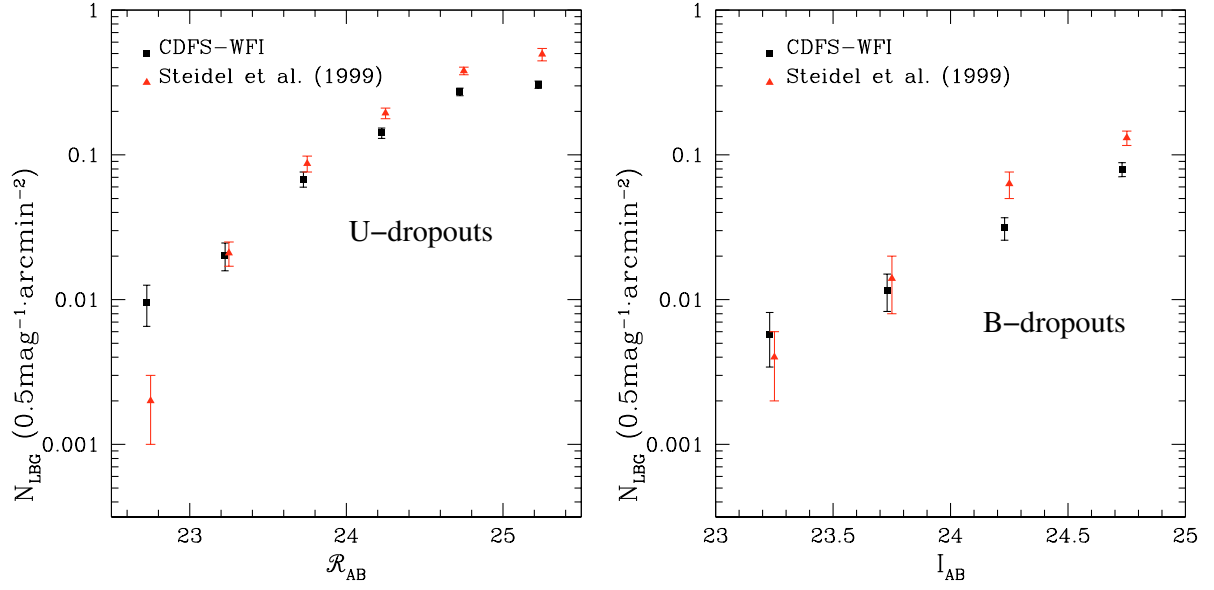 1
0.1
0.01
0.001
N_LBG (0.5mag⁻¹·arcmin⁻²)
CDFS−WFI
Steidel et al. (1999)
U−dropouts
23
24
25
ℛ_AB
1
0.1
0.01
0.001
N_LBG (0.5mag⁻¹·arcmin⁻²)
CDFS−WFI
Steidel et al. (1999)
B−dropouts
23
23.5
24
24.5
25
I_AB